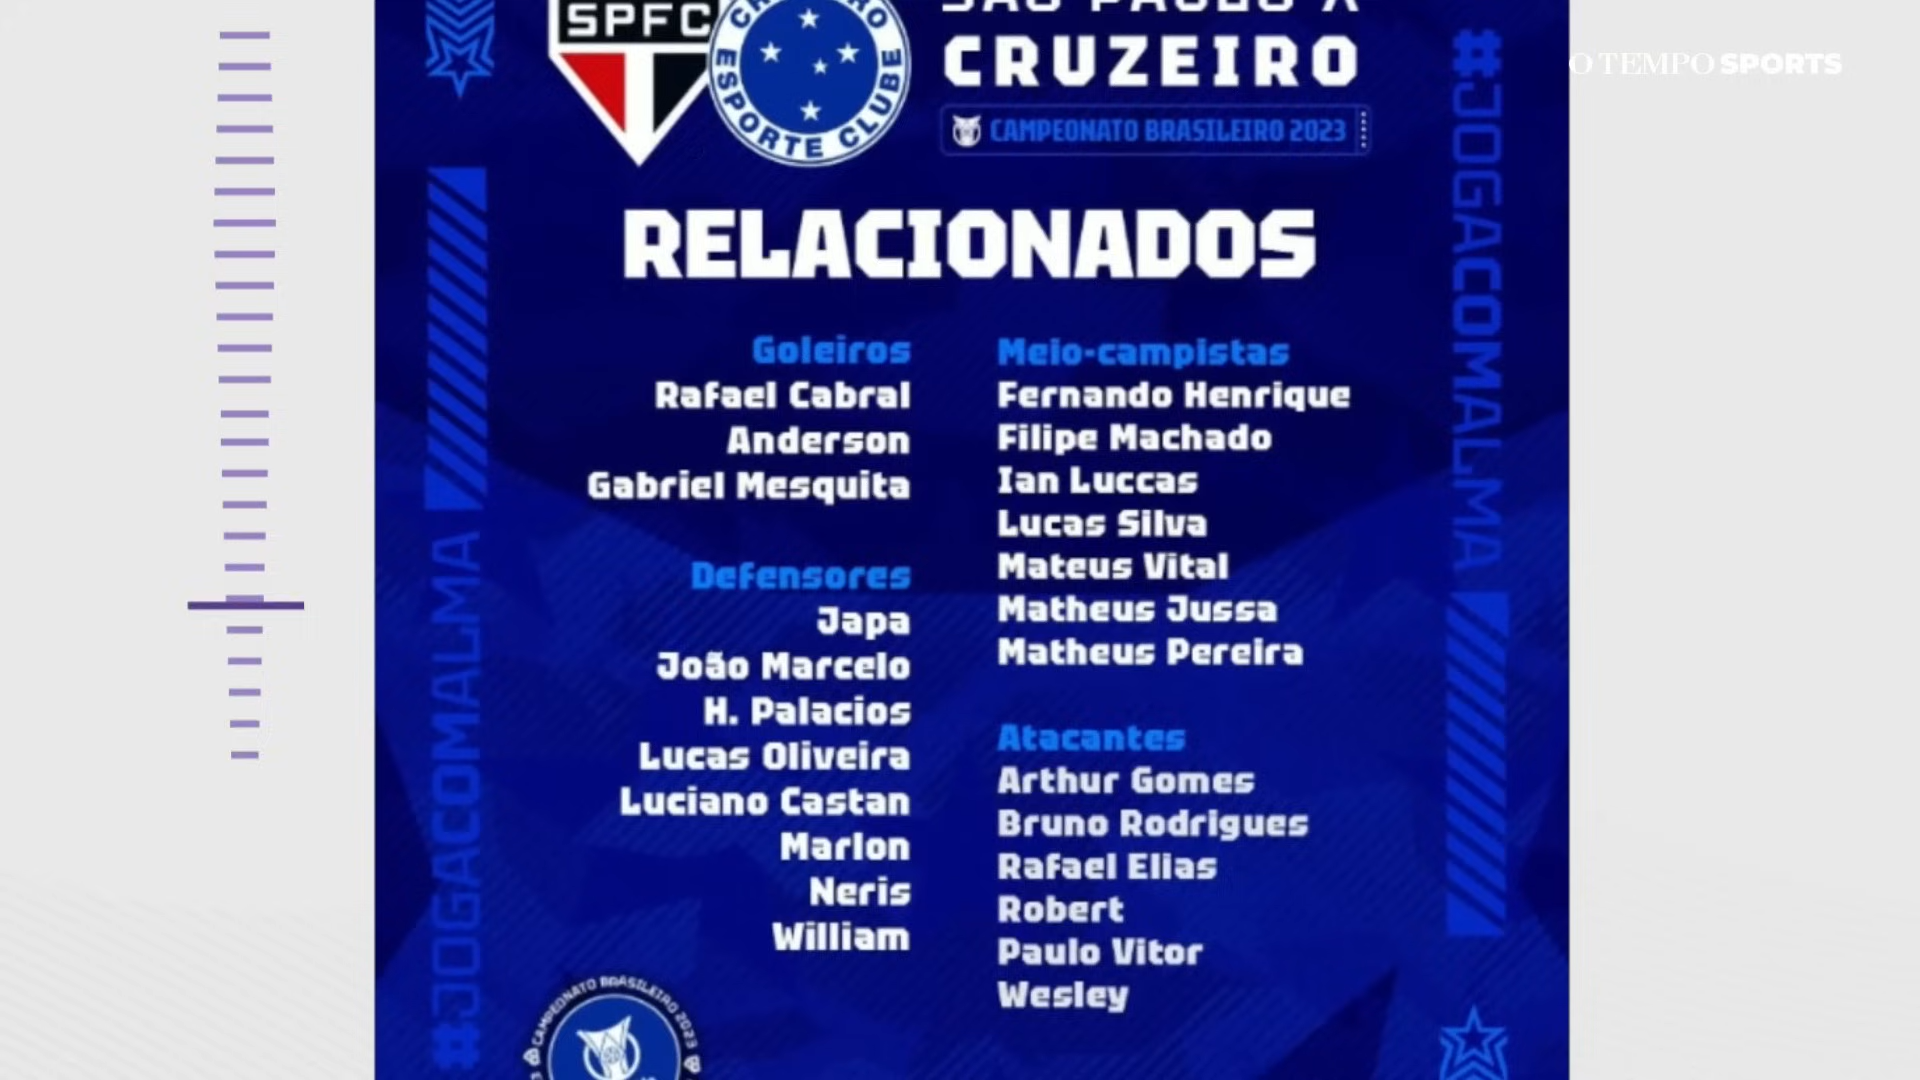 SPFC
CRUZEIRO
ESPORTE CLUBE
SÃO PAULO X
CRUZEIRO
CAMPEONATO BRASILEIRO 2023
O TEMPO SPORTS
RELACIONADOS
Goleiros
Rafael Cabral
Anderson
Gabriel Mesquita
Defensores
Japa
João Marcelo
H. Palacios
Lucas Oliveira
Luciano Castan
Marlon
Neris
William
Meio-campistas
Fernando Henrique
Filipe Machado
Ian Luccas
Lucas Silva
Mateus Vital
Matheus Jussa
Matheus Pereira
Atacantes
Arthur Gomes
Bruno Rodrigues
Rafael Elias
Robert
Paulo Vitor
Wesley
#JOGACOMALMA
#JOGACOMALMA
CAMPEONATO BRASILEIRO 2023